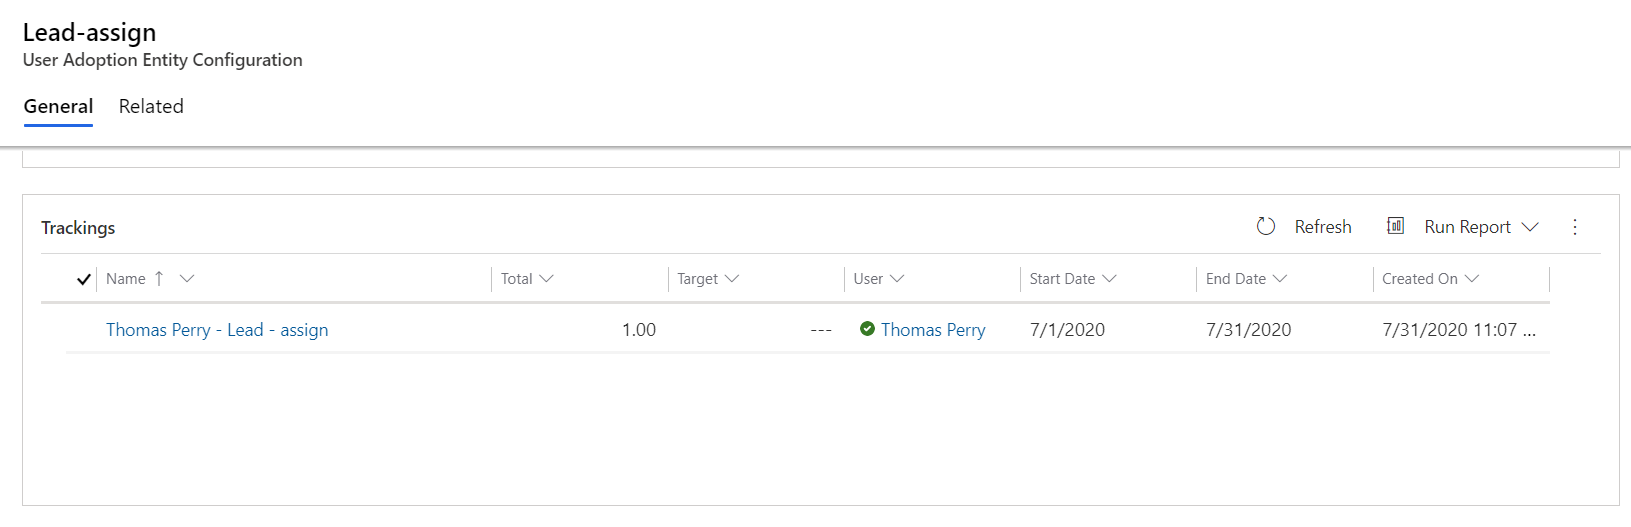 Lead-assign
User Adoption Entity Configuration
General Related
Trackings Refresh Run Report
Name Total Target User Start Date End Date Created On
Thomas Perry - Lead - assign 1.00 --- Thomas Perry 7/1/2020 7/31/2020 7/31/2020 11:07 ...